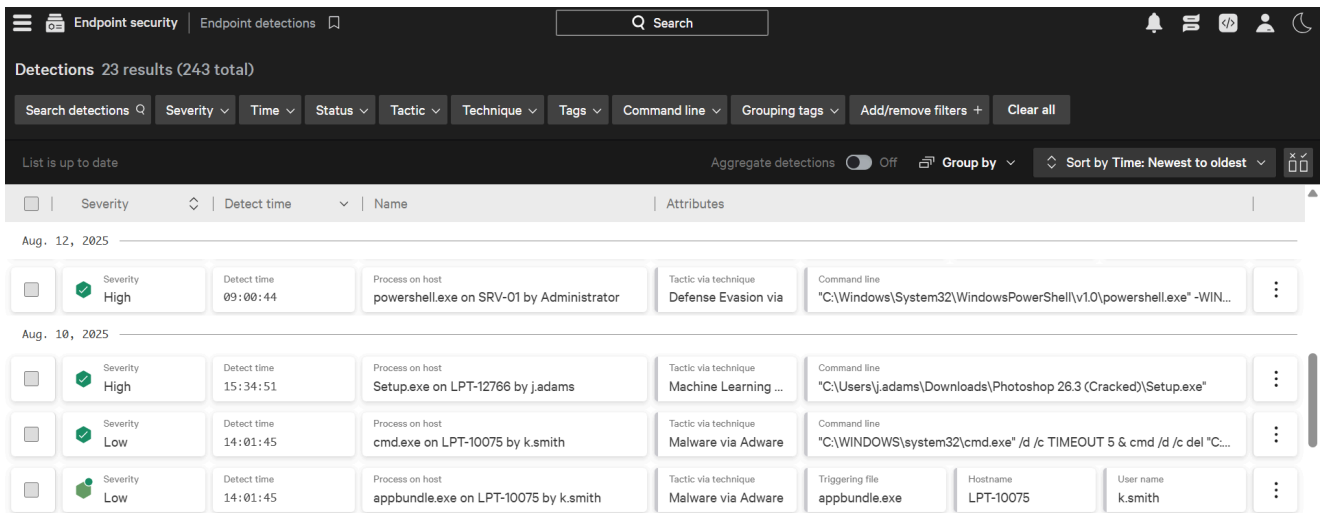 Endpoint security | Endpoint detections
Search
Detections 23 results (243 total)
Search detections Severity Time Status Tactic Technique Tags Command line Grouping tags Add/remove filters + Clear all
List is up to date Aggregate detections Off Group by Sort by Time: Newest to oldest
Severity Detect time Name Attributes
Aug. 12, 2025
Severity Detect time Process on host Tactic via technique Command line
High 09:00:44 powershell.exe on SRV-01 by Administrator Defense Evasion via "C:\Windows\System32\WindowsPowerShell\v1.0\powershell.exe" -WIN...
Aug. 10, 2025
Severity Detect time Process on host Tactic via technique Command line
High 15:34:51 Setup.exe on LPT-12766 by j.adams Machine Learning ... "C:\Users\j.adams\Downloads\Photoshop 26.3 (Cracked)\Setup.exe"
Severity Detect time Process on host Tactic via technique Command line
Low 14:01:45 cmd.exe on LPT-10075 by k.smith Malware via Adware "C:\WINDOWS\system32\cmd.exe" /d /c TIMEOUT 5 & cmd /d /c del "C:...
Severity Detect time Process on host Tactic via technique Triggering file Hostname User name
Low 14:01:45 appbundle.exe on LPT-10075 by k.smith Malware via Adware appbundle.exe LPT-10075 k.smith